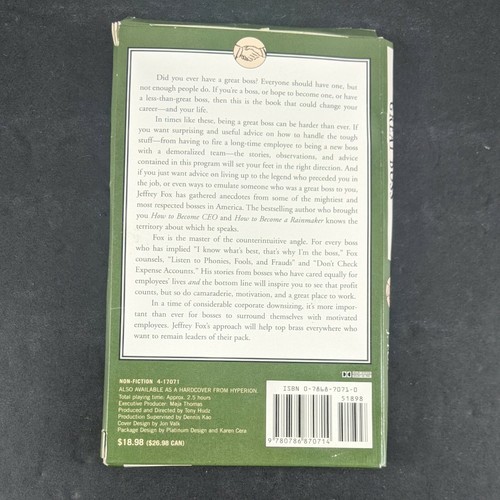 Did you ever have a great boss? Everyone should have one, but
not enough people do. If you're a boss, or hope to become one, or have
a less-than-great boss, then this is the book that could change your
career—and your life.
In times like these, being a great boss can be harder than ever. If
you want surprising and useful advice on how to handle the tough
stuff—from having to fire a long-time employee to being a new boss
with a demoralized team—the stories, observations, and advice
contained in this program will set your feet in the right direction. And
if you just want advice on living up to the legend who preceded you in
the job, or even ways to emulate someone who was a great boss to you,
Jeffrey Fox has gathered anecdotes from some of the mightiest and
most respected bosses in America. The bestselling author who brought
you How to Become CEO and How to Become a Rainmaker knows the
territory about which he speaks.
Fox is the master of the counterintuitive angle. For every boss
who has implied "I know what's best, that's why I'm the boss," Fox
counsels, "Listen to Phonies, Fools, and Frauds" and "Don't Check
Expense Accounts." His stories from bosses who have cared equally for
employees' lives and the bottom line will inspire you to see that profit
counts, but so do camaraderie, motivation, and a great place to work.
In a time of considerable corporate downsizing, it's more impor-
tant than ever for bosses to surround themselves with motivated
employees. Jeffrey Fox's approach will help top brass everywhere who
want to remain leaders of their pack.
NON-FICTION 4-17071
ALSO AVAILABLE AS A HARDCOVER FROM HYPERION.
Total playing time: Approx. 2.5 hours
Executive Producer: Maja Thomas
Produced and Directed by Tony Hudz
Production Supervised by Dennis Kao
Cover Design by Jon Valk
Package Design by Platinum Design and Karen Cera
$18.98 ($26.98 CAN)
ISBN 0-7868-7071-0
51898
9 780786 870714